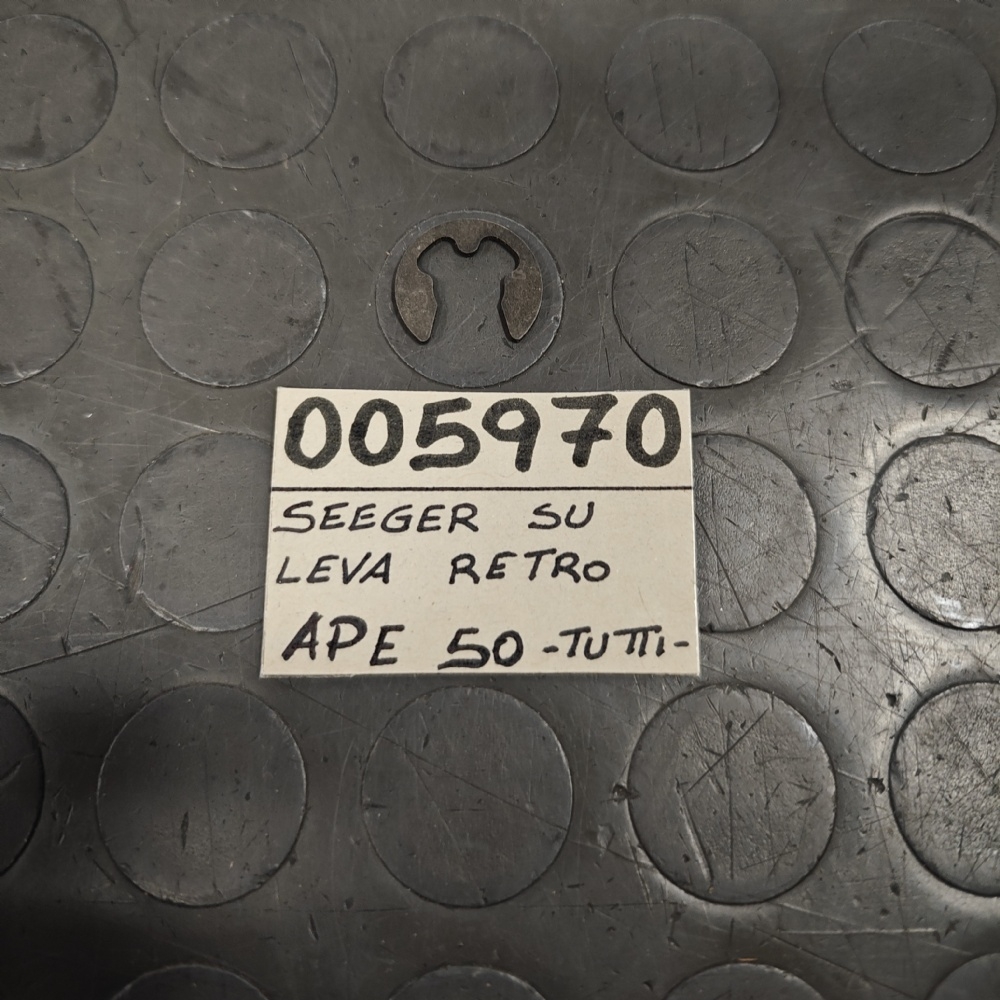 005970
SEEGER SU
LEVA RETRO
APE 50 -TUTTI-